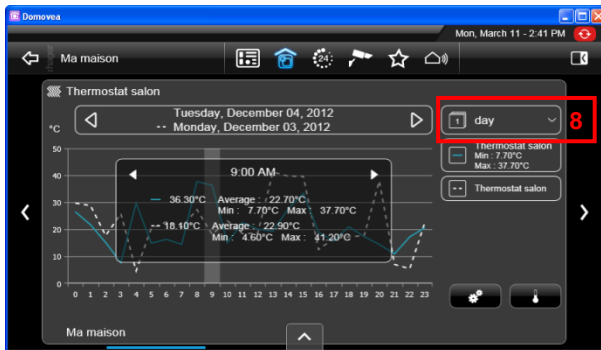 Domovea
Mon, March 11 - 2:41 PM
Ma maison
24
Thermostat salon
Tuesday, December 04, 2012
-- Monday, December 03, 2012
1 day
8
°C
Thermostat salon
Min : 7.70°C
Max : 37.70°C
Thermostat salon
50
40
30
20
10
0
9:00 AM
36.30°C Average : 22.70°C
Min : 7.70°C Max : 37.70°C
-- 18.10°C Average : 22.90°C
Min : 4.60°C Max : 41.20°C
0 1 2 3 4 5 6 7 8 9 10 11 12 13 14 15 16 17 18 19 20 21 22 23
Ma maison